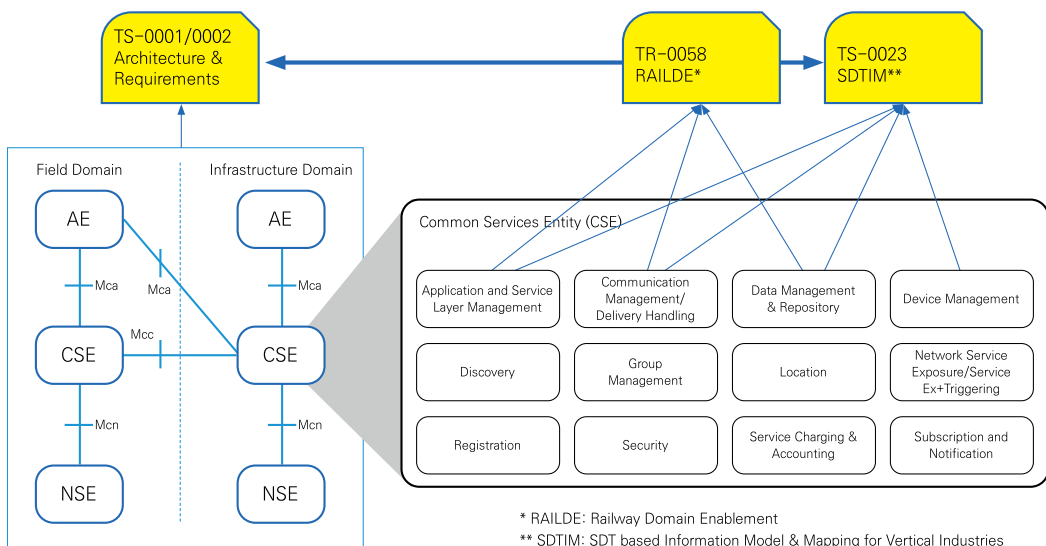 TS-0001/0002
Architecture &
Requirements
TR-0058
RAILDE*
TS-0023
SDTIM**
Field Domain
Infrastructure Domain
AE
AE
Mca
Mca
Mca
Mcc
CSE
CSE
Mcn
Mcn
NSE
NSE
Common Services Entity (CSE)
Application and Service
Layer Management
Communication
Management/
Delivery Handling
Data Management
& Repository
Device Management
Discovery
Group
Management
Location
Network Service
Exposure/Service
Ex+Triggering
Registration
Security
Service Charging &
Accounting
Subscription and
Notification
* RAILDE: Railway Domain Enablement
** SDTIM: SDT based Information Model & Mapping for Vertical Industries